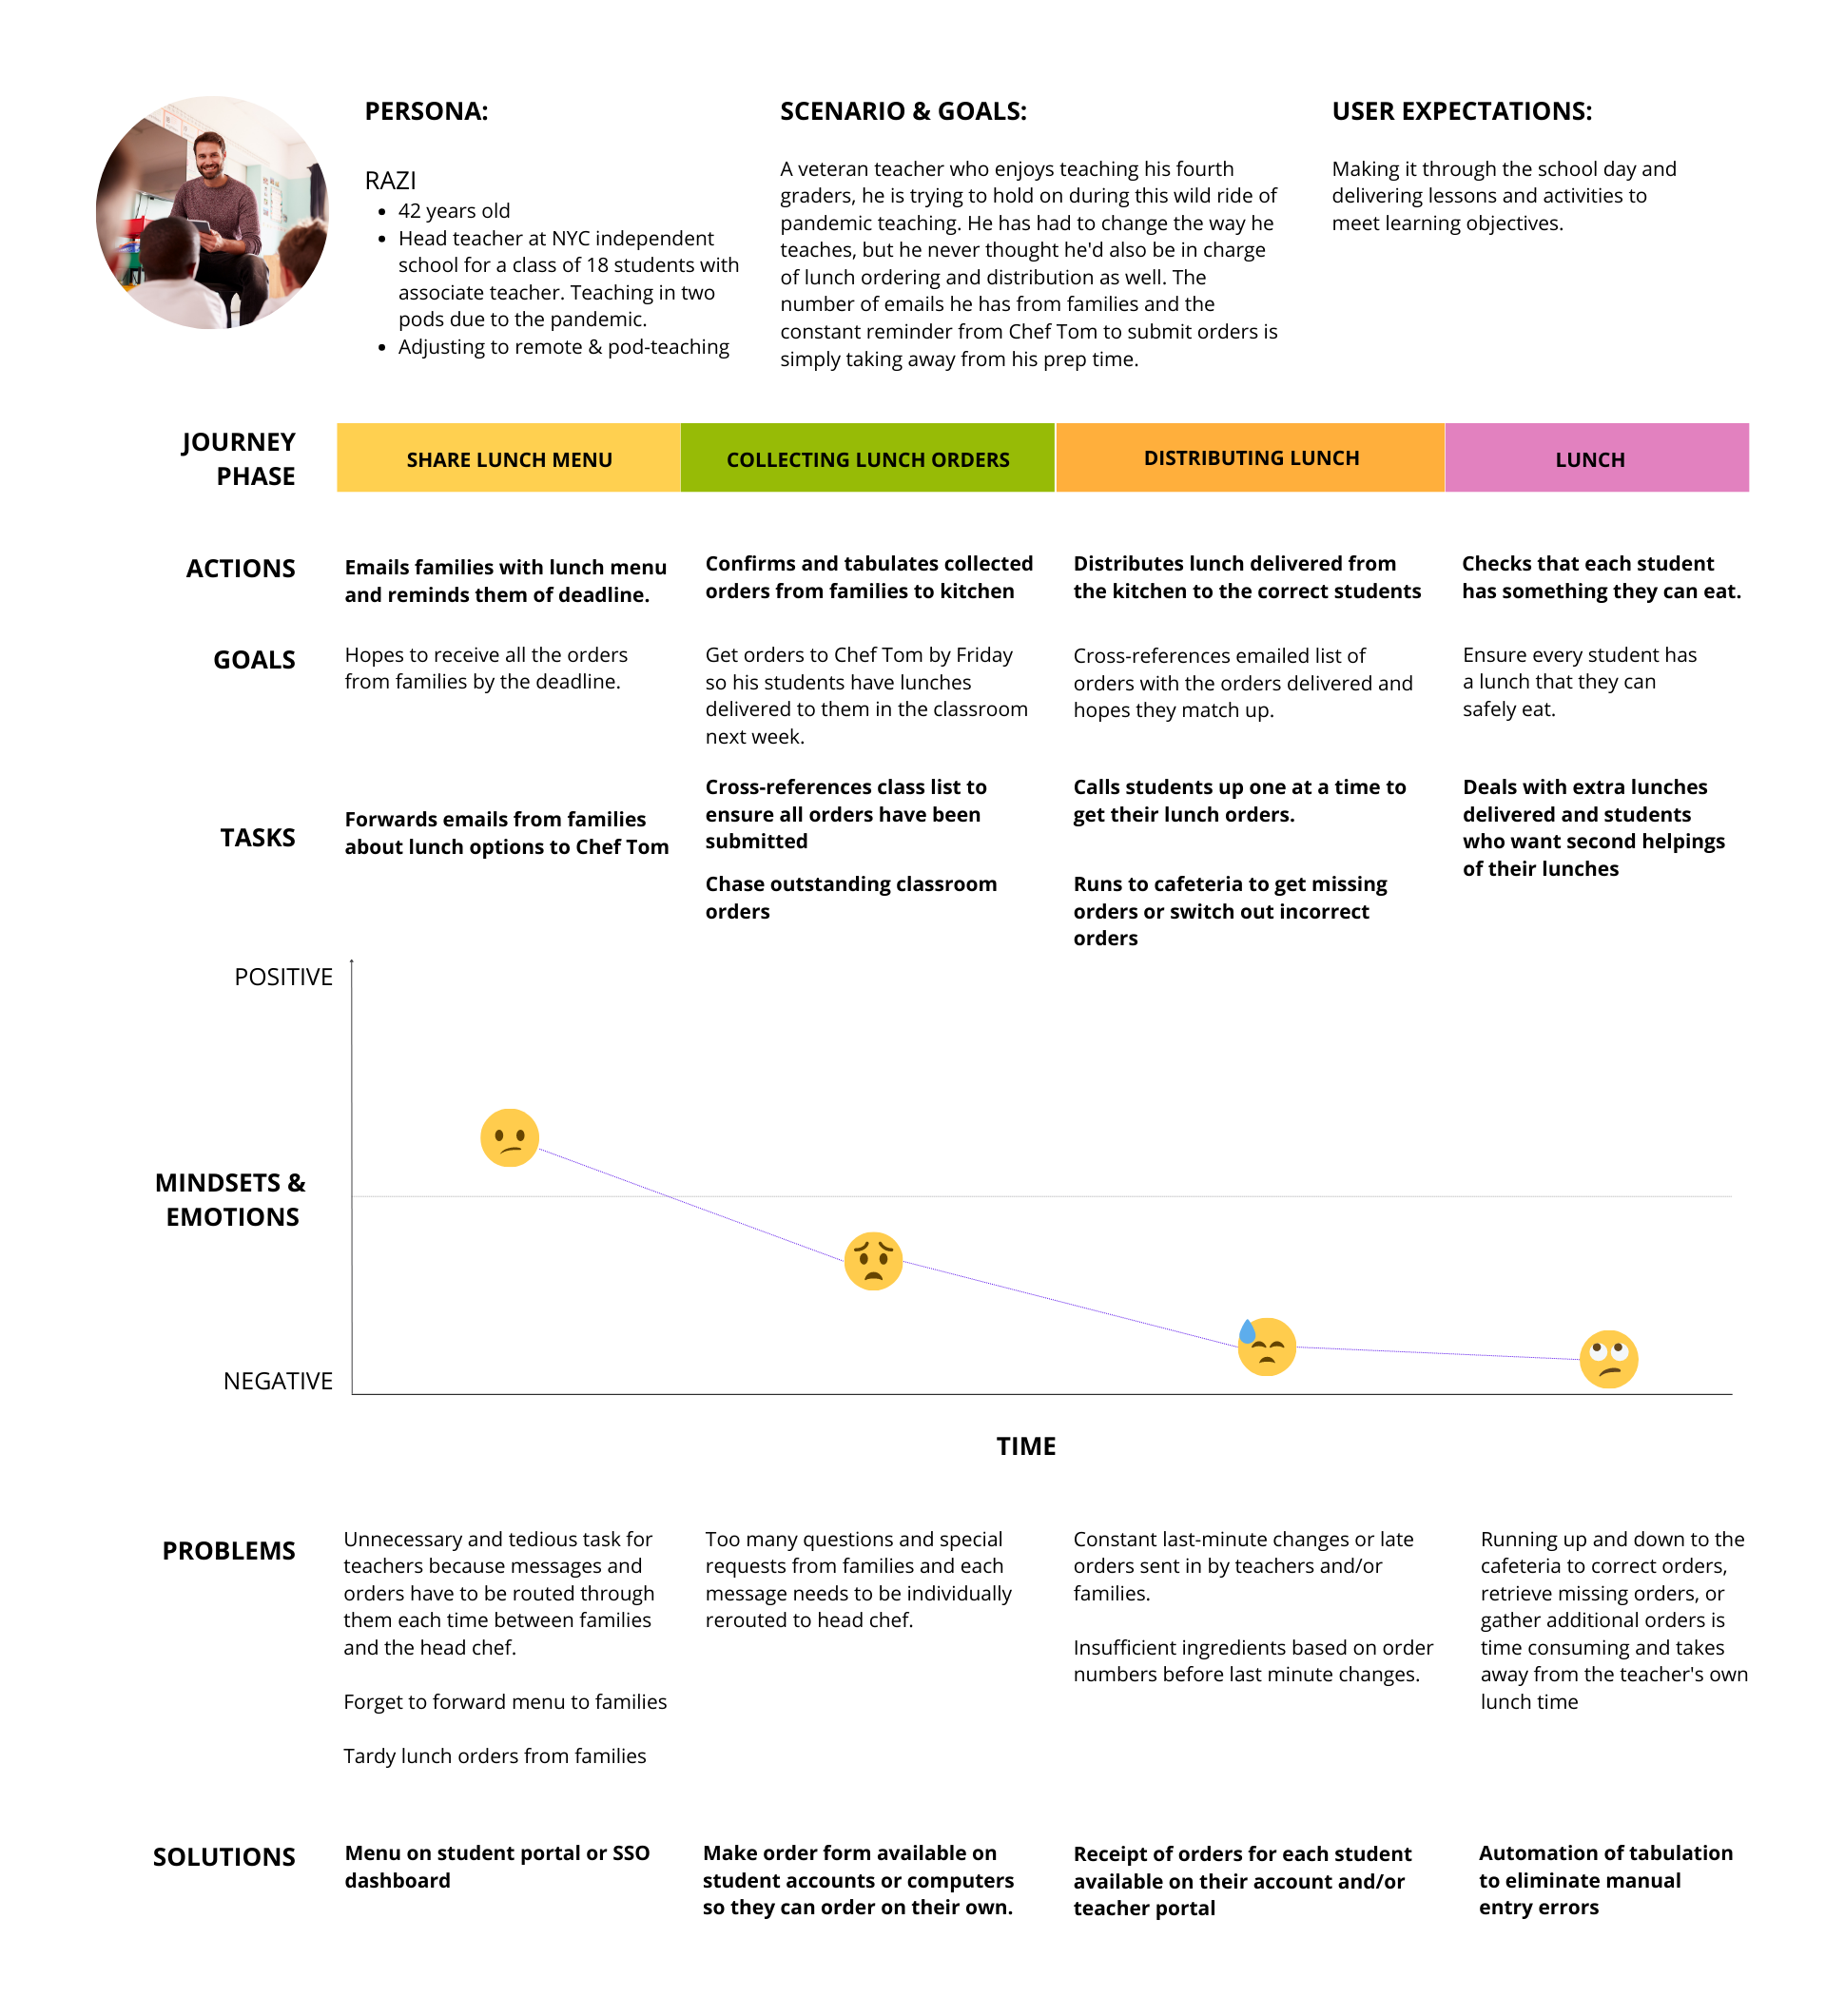 PERSONA:
RAZI
• 42 years old
• Head teacher at NYC independent
school for a class of 18 students with
associate teacher. Teaching in two
pods due to the pandemic.
• Adjusting to remote & pod-teaching
SCENARIO & GOALS:
A veteran teacher who enjoys teaching his fourth
graders, he is trying to hold on during this wild ride of
pandemic teaching. He has had to change the way he
teaches, but he never thought he'd also be in charge
of lunch ordering and distribution as well. The
number of emails he has from families and the
constant reminder from Chef Tom to submit orders is
simply taking away from his prep time.
USER EXPECTATIONS:
Making it through the school day and
delivering lessons and activities to
meet learning objectives.
JOURNEY
PHASE
SHARE LUNCH MENU
COLLECTING LUNCH ORDERS
DISTRIBUTING LUNCH
LUNCH
ACTIONS
Emails families with lunch menu
and reminds them of deadline.
Confirms and tabulates collected
orders from families to kitchen
Distributes lunch delivered from
the kitchen to the correct students
Checks that each student
has something they can eat.
GOALS
Hopes to receive all the orders
from families by the deadline.
Get orders to Chef Tom by Friday
so his students have lunches
delivered to them in the classroom
next week.
Cross-references emailed list of
orders with the orders delivered and
hopes they match up.
Ensure every student has
a lunch that they can
safely eat.
TASKS
Forwards emails from families
about lunch options to Chef Tom
Cross-references class list to
ensure all orders have been
submitted
Chase outstanding classroom
orders
Calls students up one at a time to
get their lunch orders.
Runs to cafeteria to get missing
orders or switch out incorrect
orders
Deals with extra lunches
delivered and students
who want second helpings
of their lunches
POSITIVE
MINDSETS &
EMOTIONS
NEGATIVE
TIME
PROBLEMS
Unnecessary and tedious task for
teachers because messages and
orders have to be routed through
them each time between families
and the head chef.
Forget to forward menu to families
Tardy lunch orders from families
Too many questions and special
requests from families and each
message needs to be individually
rerouted to head chef.
Constant last-minute changes or late
orders sent in by teachers and/or
families.
Insufficient ingredients based on order
numbers before last minute changes.
Running up and down to the
cafeteria to correct orders,
retrieve missing orders, or
gather additional orders is
time consuming and takes
away from the teacher's own
lunch time
SOLUTIONS
Menu on student portal or SSO
dashboard
Make order form available on
student accounts or computers
so they can order on their own.
Receipt of orders for each student
available on their account and/or
teacher portal
Automation of tabulation
to eliminate manual
entry errors